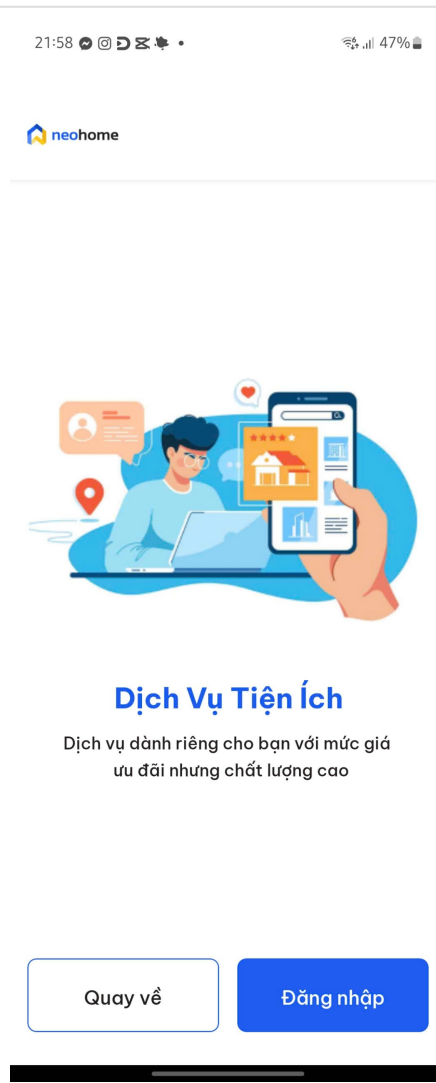 21:58
47%
neohome
Dịch Vụ Tiện Ích
Dịch vụ dành riêng cho bạn với mức giá
ưu đãi nhưng chất lượng cao
Quay về
Đăng nhập